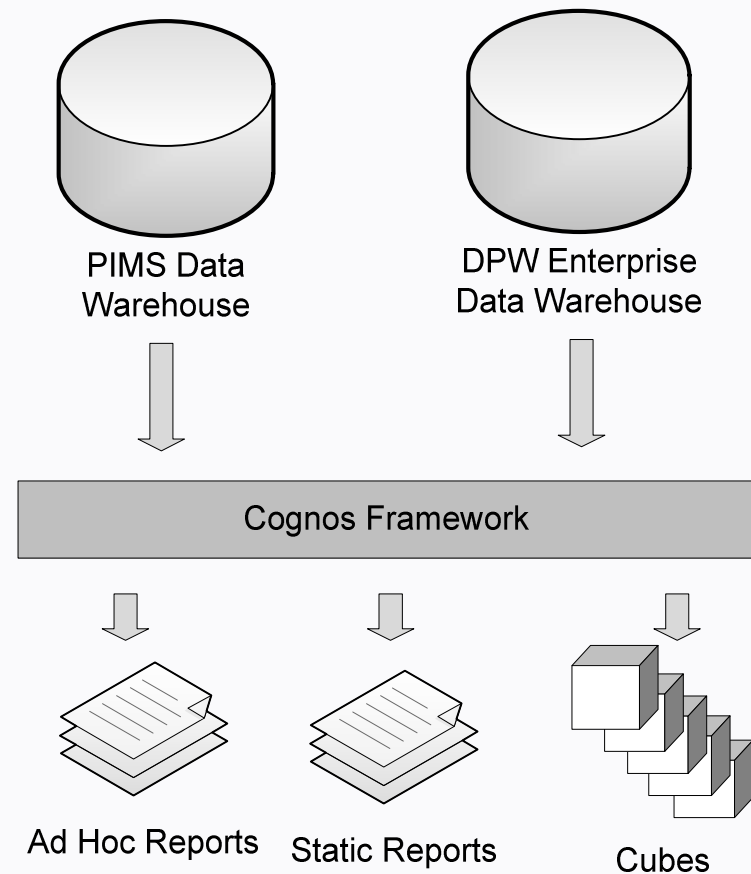 PIMS Data
Warehouse
DPW Enterprise
Data Warehouse
Cognos Framework
Ad Hoc Reports
Static Reports
Cubes